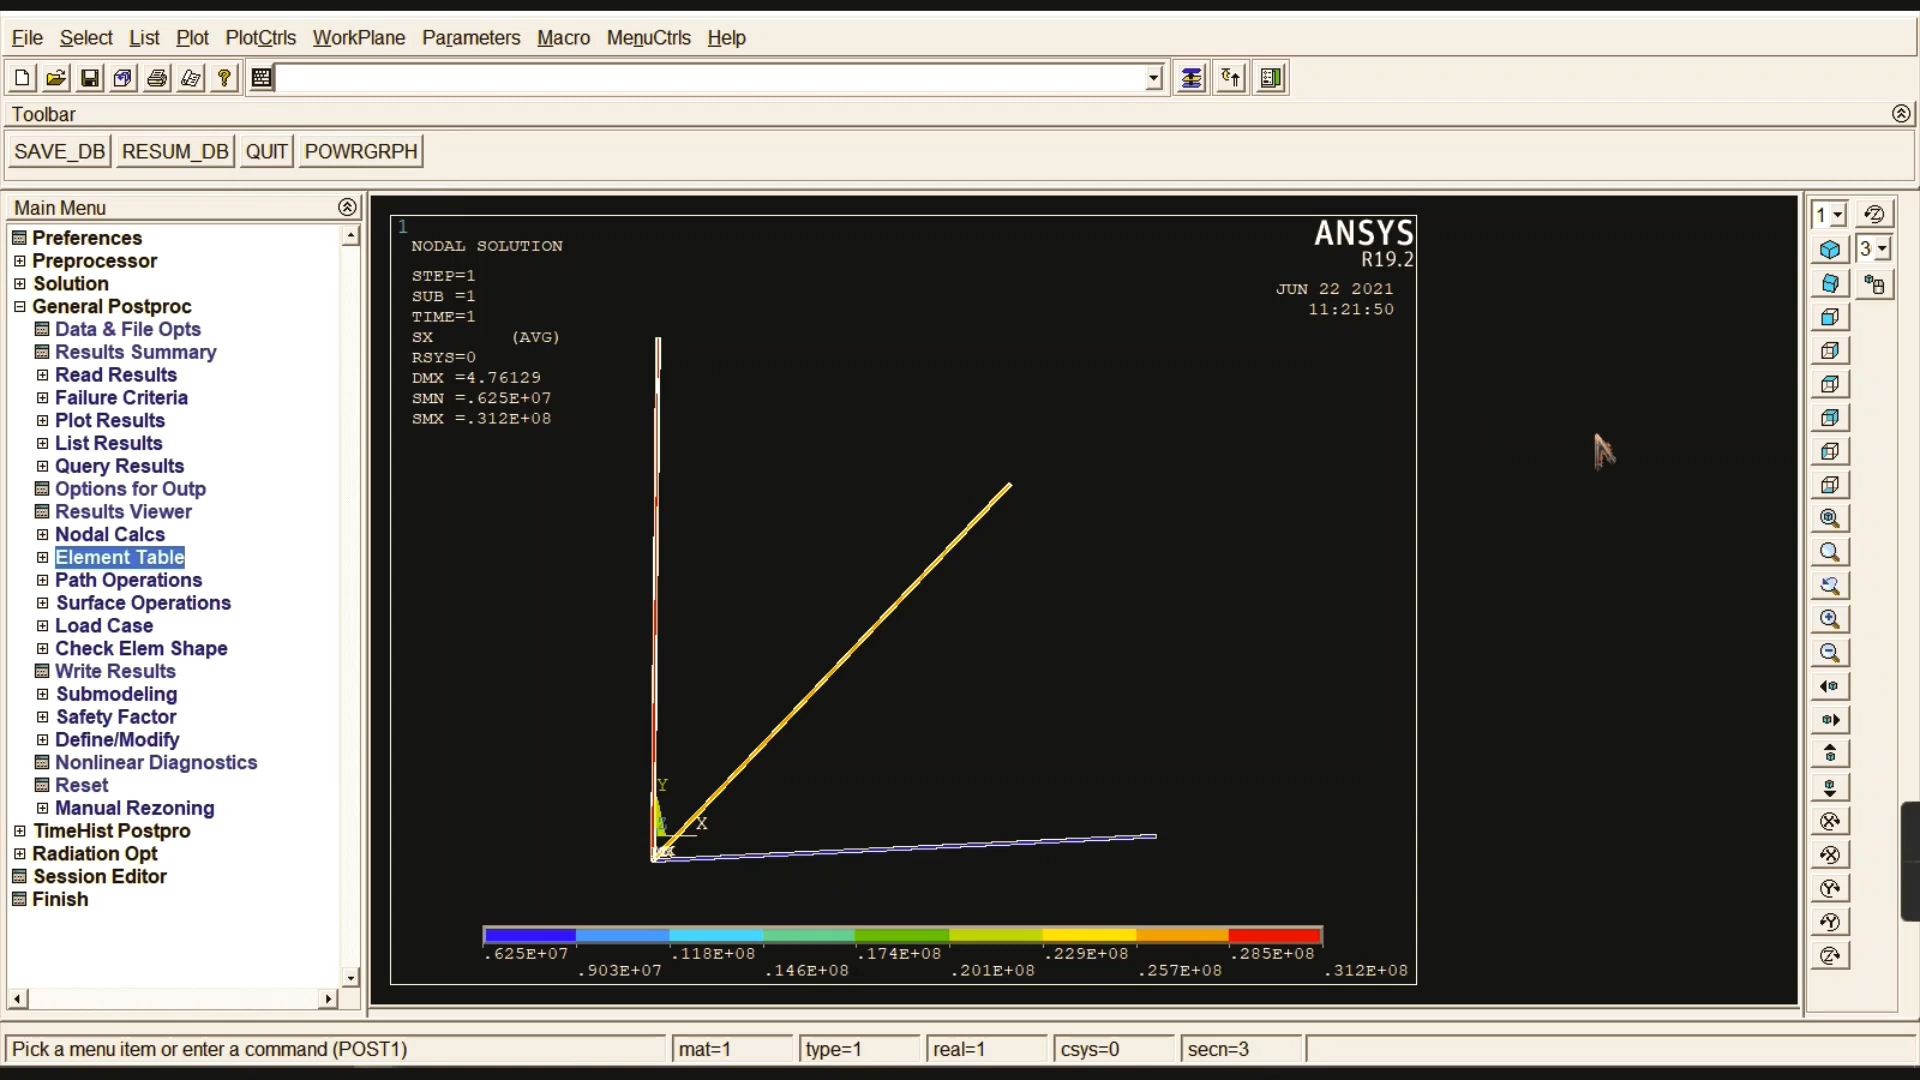 File Select List Plot PlotCtrls WorkPlane Parameters Macro MenuCtrls Help
Toolbar
SAVE_DB RESUM_DB QUIT POWRGRPH
Main Menu
Preferences
Preprocessor
Solution
General Postproc
Data & File Opts
Results Summary
Read Results
Failure Criteria
Plot Results
List Results
Query Results
Options for Outp
Results Viewer
Nodal Calcs
Element Table
Path Operations
Surface Operations
Load Case
Check Elem Shape
Write Results
Submodeling
Safety Factor
Define/Modify
Nonlinear Diagnostics
Reset
Manual Rezoning
TimeHist Postpro
Radiation Opt
Session Editor
Finish
1
NODAL SOLUTION
STEP=1
SUB =1
TIME=1
SX (AVG)
RSYS=0
DMX =4.76129
SMN =.625E+07
SMX =.312E+08
ANSYS
R19.2
JUN 22 2021
11:21:50
Y
Z X
.625E+07 .118E+08 .174E+08 .229E+08 .285E+08
.903E+07 .146E+08 .201E+08 .257E+08 .312E+08
1
3
Pick a menu item or enter a command (POST1) mat=1 type=1 real=1 csys=0 secn=3